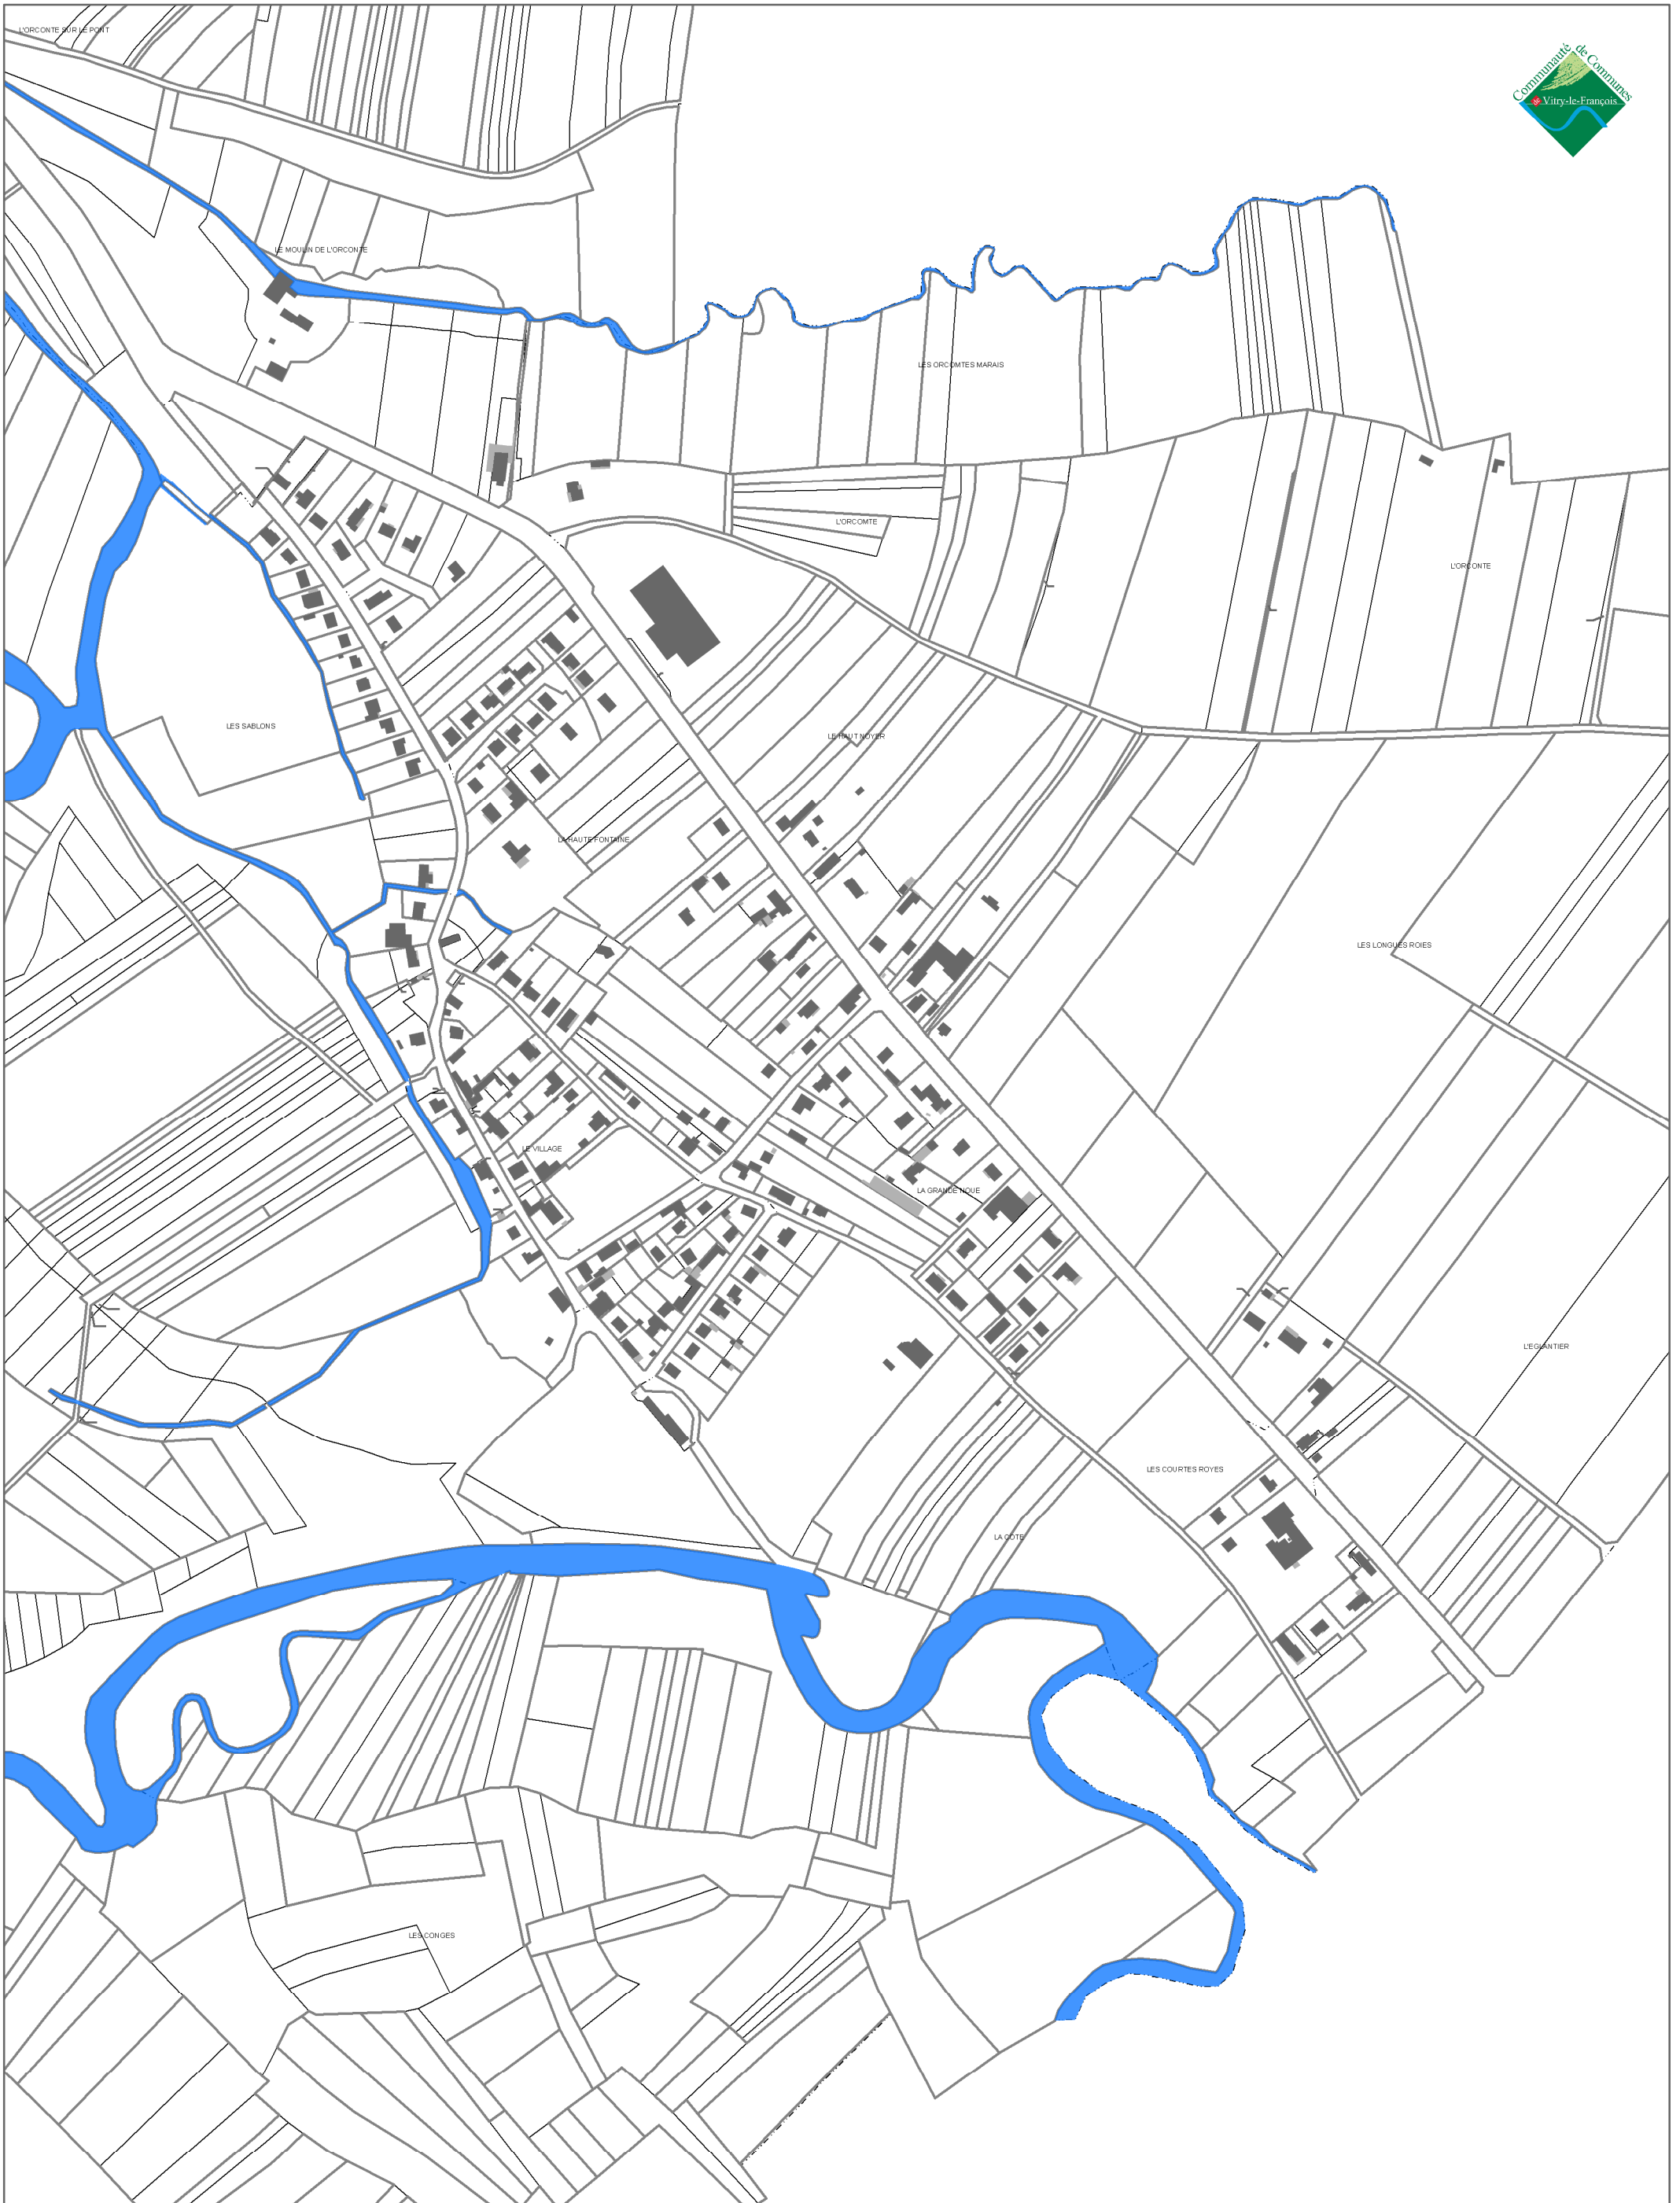 L'ORCONTE SUR LE PONT
Communauté de Communes
Vitry-le-François
LE MOULIN DE L'ORCONTE
LES ORCOMTES MARAIS
L'ORCOMTE
L'ORCONTE
LES SABLONS
LE HAUT NOYER
LA HAUTE FONTAINE
LES LONGUES ROIES
LE VILLAGE
LA GRANDE NOUE
L'EGLANTIER
LES COURTES ROYES
LA COTE
LES CONGES